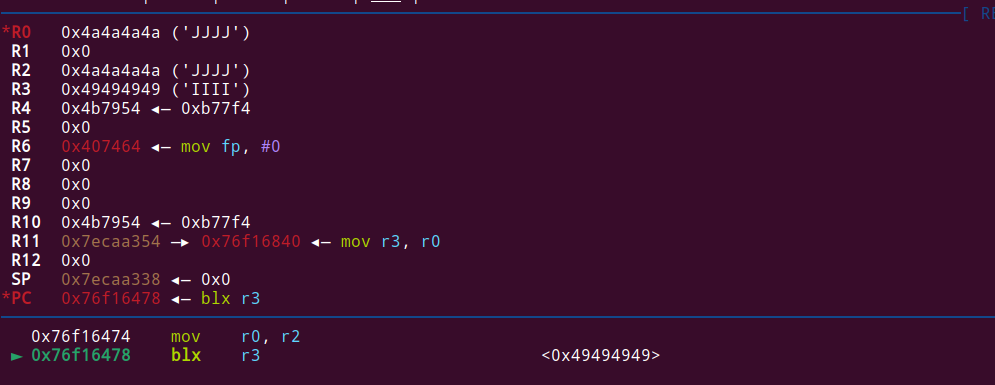 [ RE
*R0 0x4a4a4a4a ('JJJJ')
R1 0x0
R2 0x4a4a4a4a ('JJJJ')
R3 0x49494949 ('IIII')
R4 0x4b7954 ◂— 0xb77f4
R5 0x0
R6 0x407464 ◂— mov fp, #0
R7 0x0
R8 0x0
R9 0x0
R10 0x4b7954 ◂— 0xb77f4
R11 0x7ecaa354 —▸ 0x76f16840 ◂— mov r3, r0
R12 0x0
SP 0x7ecaa338 ◂— 0x0
*PC 0x76f16478 ◂— blx r3
0x76f16474 mov r0, r2
► 0x76f16478 blx r3 <0x49494949>